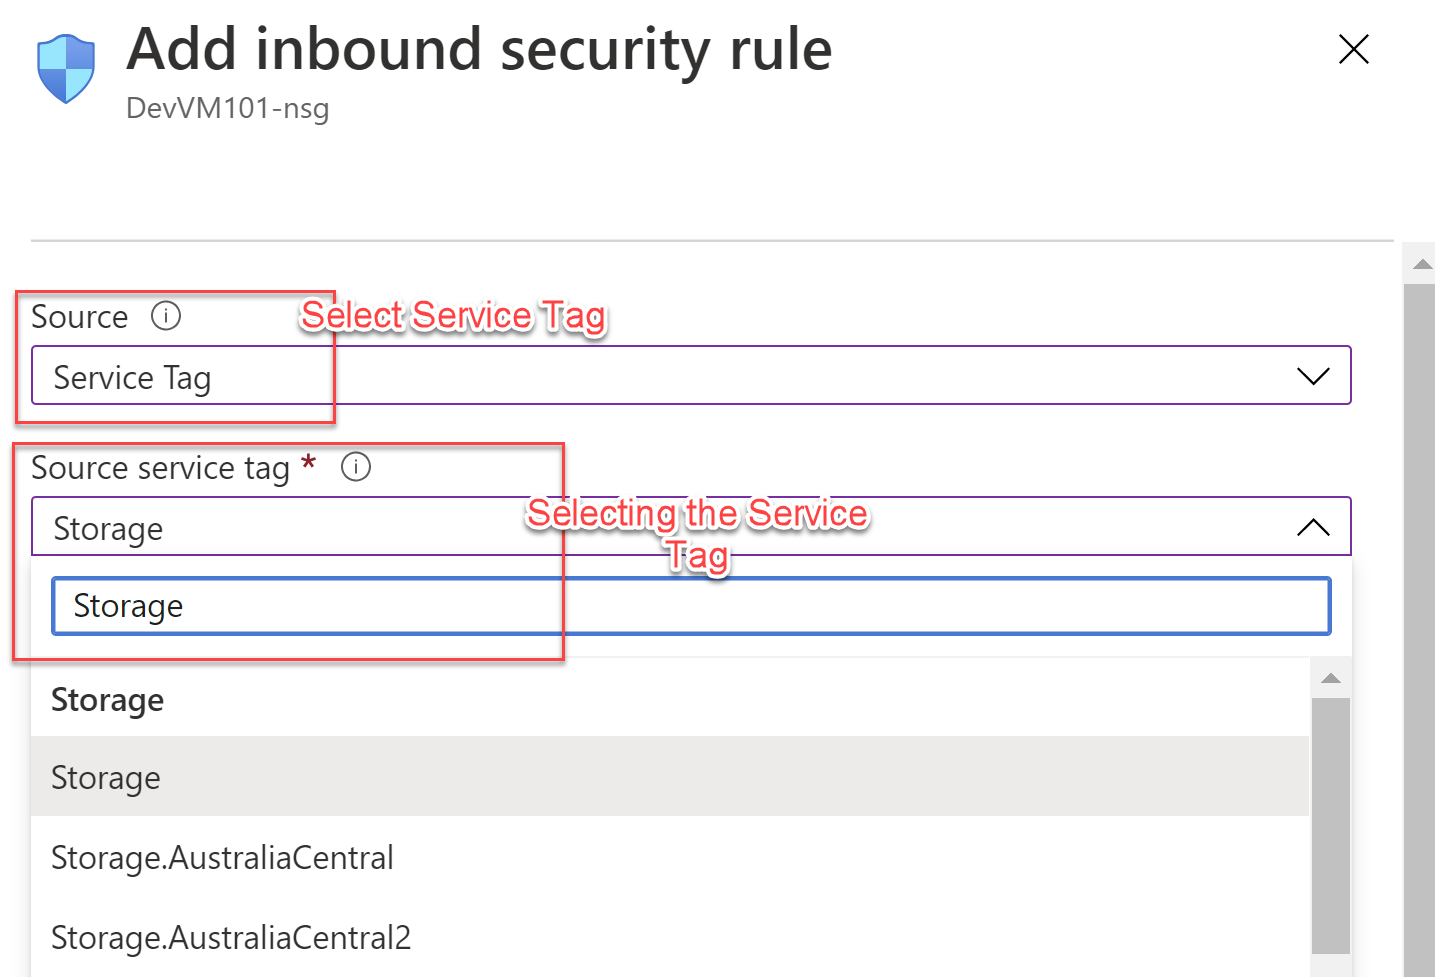 Add inbound security rule
DevVM101-nsg
Source
Select Service Tag
Service Tag
Source service tag *
Storage
Selecting the Service
Tag
Storage
Storage
Storage
Storage.AustraliaCentral
Storage.AustraliaCentral2